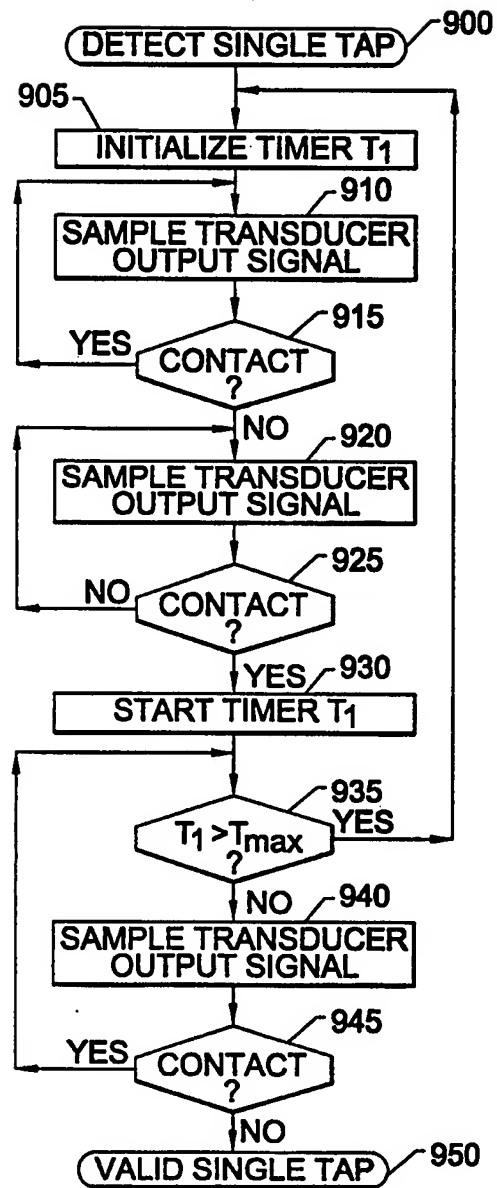 DETECT SINGLE TAP
900
905
INITIALIZE TIMER T1
910
SAMPLE TRANSDUCER
OUTPUT SIGNAL
915
YES
CONTACT
?
NO
920
SAMPLE TRANSDUCER
OUTPUT SIGNAL
925
NO
CONTACT
?
YES
930
START TIMER T1
935
T1 >Tmax
?
YES
NO
940
SAMPLE TRANSDUCER
OUTPUT SIGNAL
945
YES
CONTACT
?
NO
VALID SINGLE TAP
950